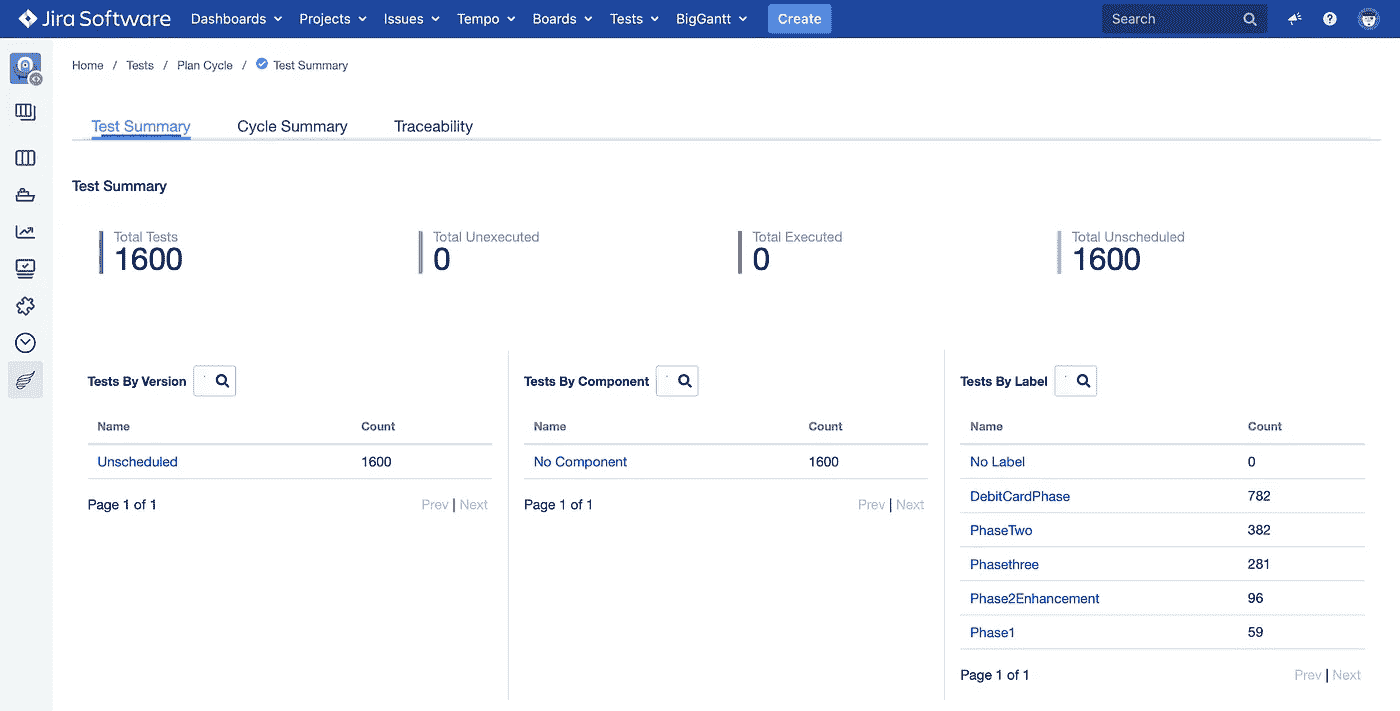 Jira Software Dashboards Projects Issues Tempo Boards Tests BigGantt Create Search
Home / Tests / Plan Cycle / Test Summary
Test Summary Cycle Summary Traceability
Test Summary
Total Tests Total Unexecuted Total Executed Total Unscheduled
1600 0 0 1600
Tests By Version Tests By Component Tests By Label
Name Count Name Count Name Count
Unscheduled 1600 No Component 1600 No Label 0
DebitCardPhase 782
Page 1 of 1 Prev | Next Page 1 of 1 Prev | Next
PhaseTwo 382
Phasethree 281
Phase2Enhancement 96
Phase1 59
Page 1 of 1 Prev | Next